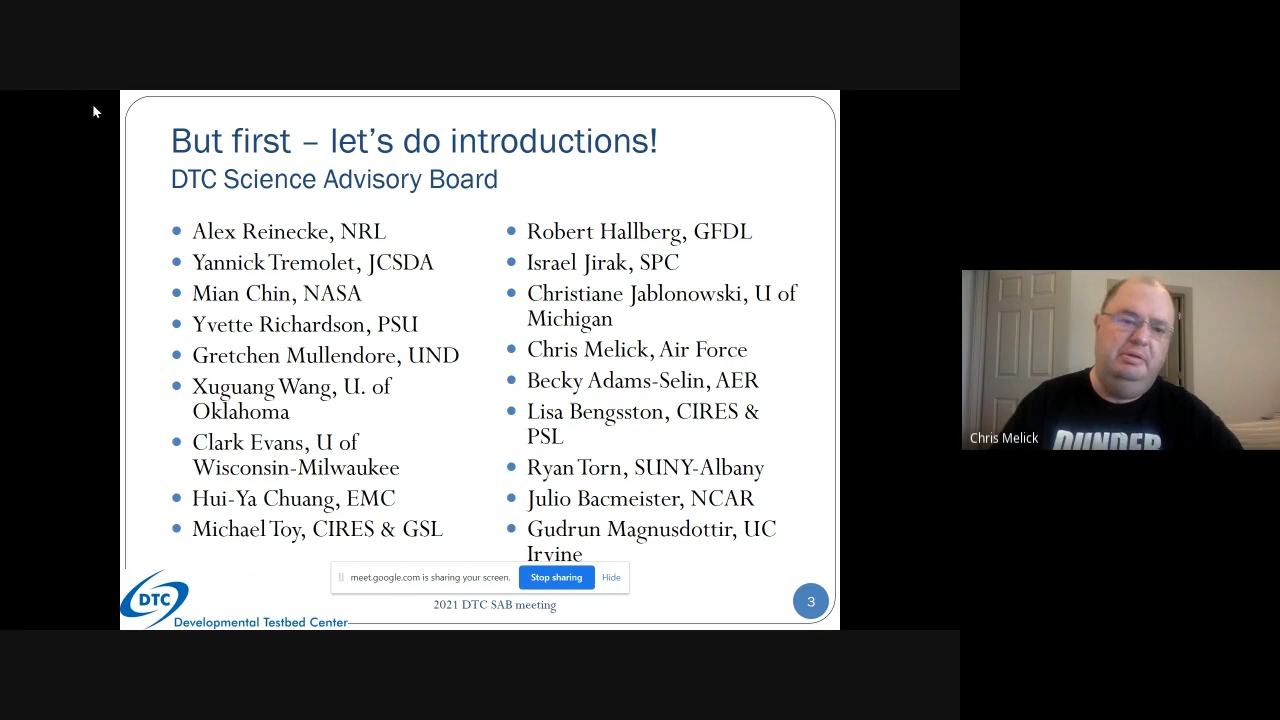 But first – let's do introductions!
DTC Science Advisory Board
Alex Reinecke, NRL
Yannick Tremolet, JCSDA
Mian Chin, NASA
Yvette Richardson, PSU
Gretchen Mullendore, UND
Xuguang Wang, U. of
Oklahoma
Clark Evans, U of
Wisconsin-Milwaukee
Hui-Ya Chuang, EMC
Michael Toy, CIRES & GSL
Robert Hallberg, GFDL
Israel Jirak, SPC
Christiane Jablonowski, U of
Michigan
Chris Melick, Air Force
Becky Adams-Selin, AER
Lisa Bengsston, CIRES &
PSL
Ryan Torn, SUNY-Albany
Julio Bacmeister, NCAR
Gudrun Magnusdottir, UC
Irvine
meet.google.com is sharing your screen.
Stop sharing
Hide
2021 DTC SAB meeting
3
DTC
Developmental Testbed Center
Chris Melick
DUNDER